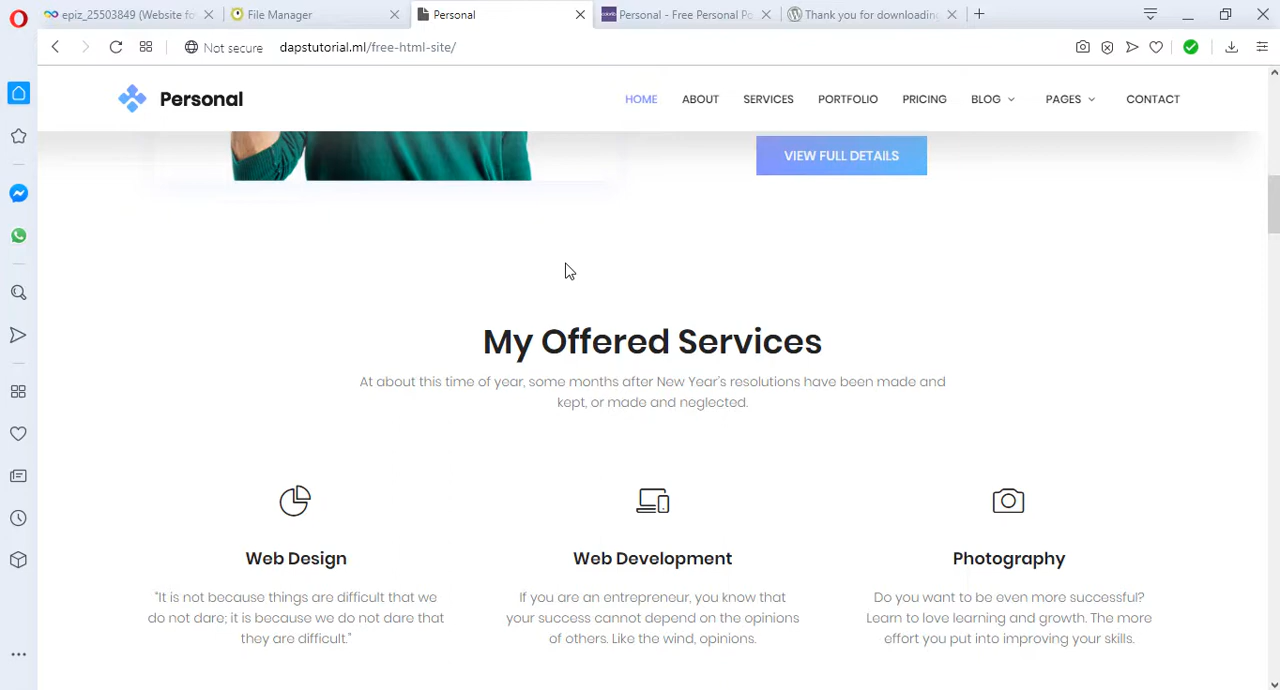 epiz_25503849 (Website fo
File Manager
Personal
Personal - Free Personal Po
Thank you for downloading
Not secure
dapstutorial.ml/free-html-site/
Personal
HOME
ABOUT
SERVICES
PORTFOLIO
PRICING
BLOG
PAGES
CONTACT
VIEW FULL DETAILS
My Offered Services
At about this time of year, some months after New Year's resolutions have been made and
kept, or made and neglected.
Web Design
"It is not because things are difficult that we
do not dare; it is because we do not dare that
they are difficult."
Web Development
If you are an entrepreneur, you know that
your success cannot depend on the opinions
of others. Like the wind, opinions.
Photography
Do you want to be even more successful?
Learn to love learning and growth. The more
effort you put into improving your skills.